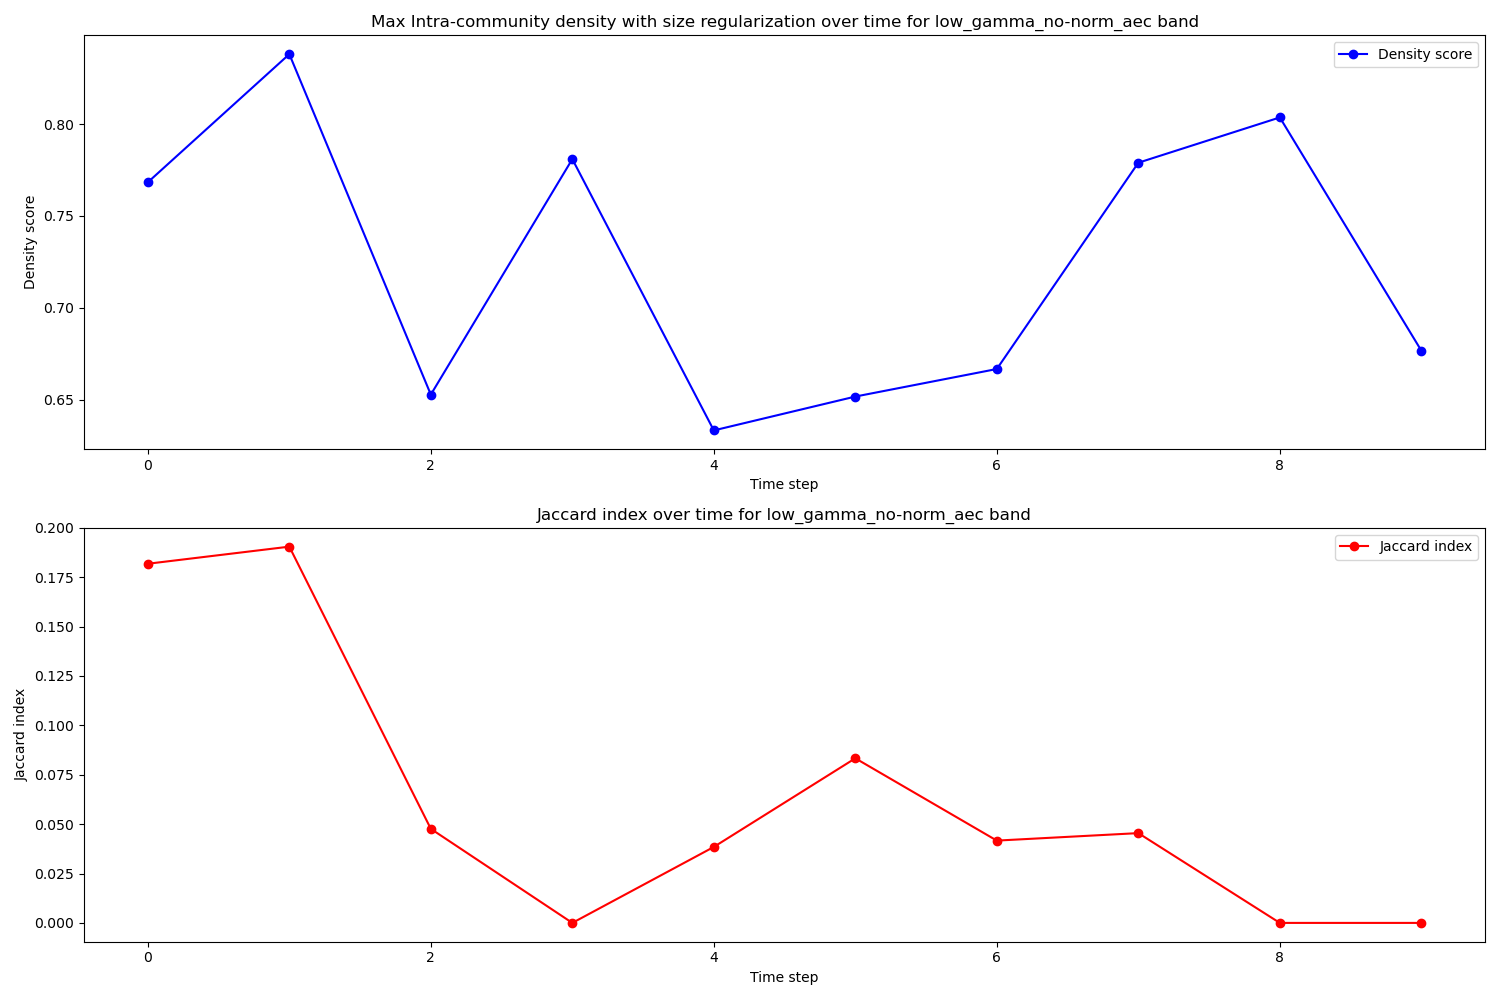 Max Intra-community density with size regularization over time for low_gamma_no-norm_aec band
Density score
Density score
0.80
0.75
0.70
0.65
0 2 4 6 8
Time step
Jaccard index over time for low_gamma_no-norm_aec band
Jaccard index
Jaccard index
0.200
0.175
0.150
0.125
0.100
0.075
0.050
0.025
0.000
0 2 4 6 8
Time step